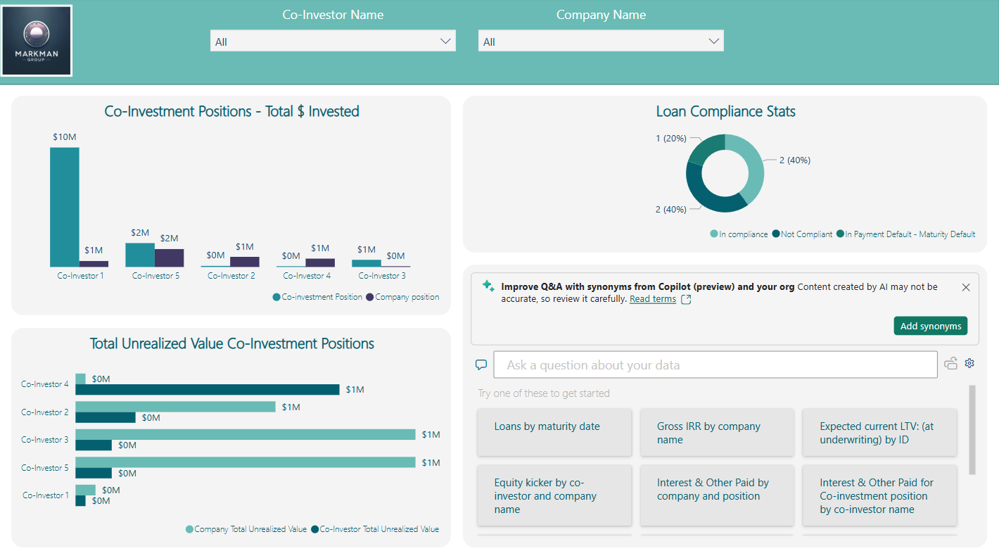 MARKMAN
GROUP
Co-Investor Name
All
Company Name
All
Co-Investment Positions - Total $ Invested
$10M
$1M
$2M
$2M
$0M
$1M
$0M
$1M
$1M
$0M
Co-Investor 1
Co-Investor 5
Co-Investor 2
Co-Investor 4
Co-Investor 3
Co-investment Position
Company position
Total Unrealized Value Co-Investment Positions
Co-Investor 4
$0M
$1M
Co-Investor 2
$1M
$0M
Co-Investor 3
$1M
$0M
Co-Investor 5
$1M
$0M
Co-Investor 1
$0M
$0M
Company Total Unrealized Value
Co-Investor Total Unrealized Value
Loan Compliance Stats
1 (20%)
2 (40%)
2 (40%)
In compliance
Not Compliant
In Payment Default - Maturity Default
Improve Q&A with synonyms from Copilot (preview) and your org Content created by AI may not be
accurate, so review it carefully. Read terms
Add synonyms
Ask a question about your data
Try one of these to get started
Loans by maturity date
Gross IRR by company
name
Expected current LTV: (at
underwriting) by ID
Equity kicker by co-
investor and company
name
Interest & Other Paid by
company and position
Interest & Other Paid for
Co-investment position
by co-investor name